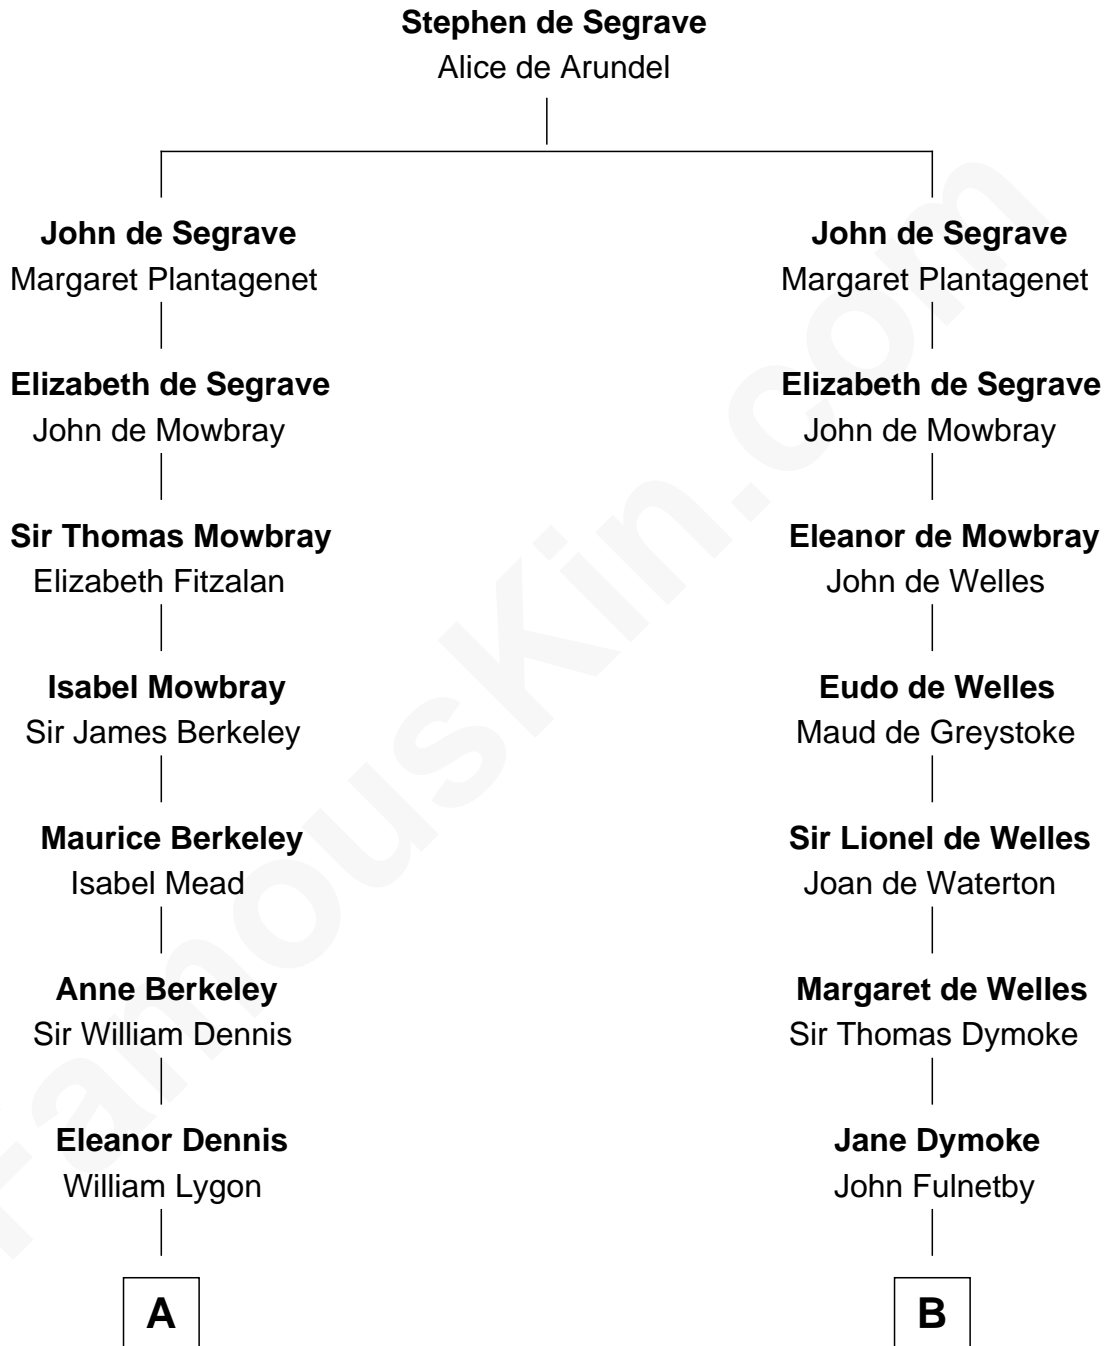 Stephen de Segrave
Alice de Arundel
John de Segrave
Margaret Plantagenet
Elizabeth de Segrave
John de Mowbray
Sir Thomas Mowbray
Elizabeth Fitzalan
Isabel Mowbray
Sir James Berkeley
Maurice Berkeley
Isabel Mead
Anne Berkeley
Sir William Dennis
Eleanor Dennis
William Lygon
A
John de Segrave
Margaret Plantagenet
Elizabeth de Segrave
John de Mowbray
Eleanor de Mowbray
John de Welles
Eudo de Welles
Maud de Greystoke
Sir Lionel de Welles
Joan de Waterton
Margaret de Welles
Sir Thomas Dymoke
Jane Dymoke
John Fulnetby
B
FamousKin.com